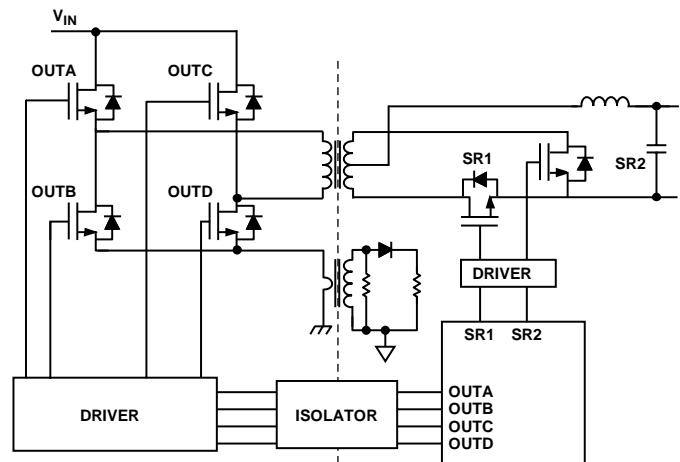 VIN
OUTA
OUTC
SR1
SR2
OUTB
OUTD
DRIVER
SR1 SR2
DRIVER
ISOLATOR
OUTA
OUTB
OUTC
OUTD